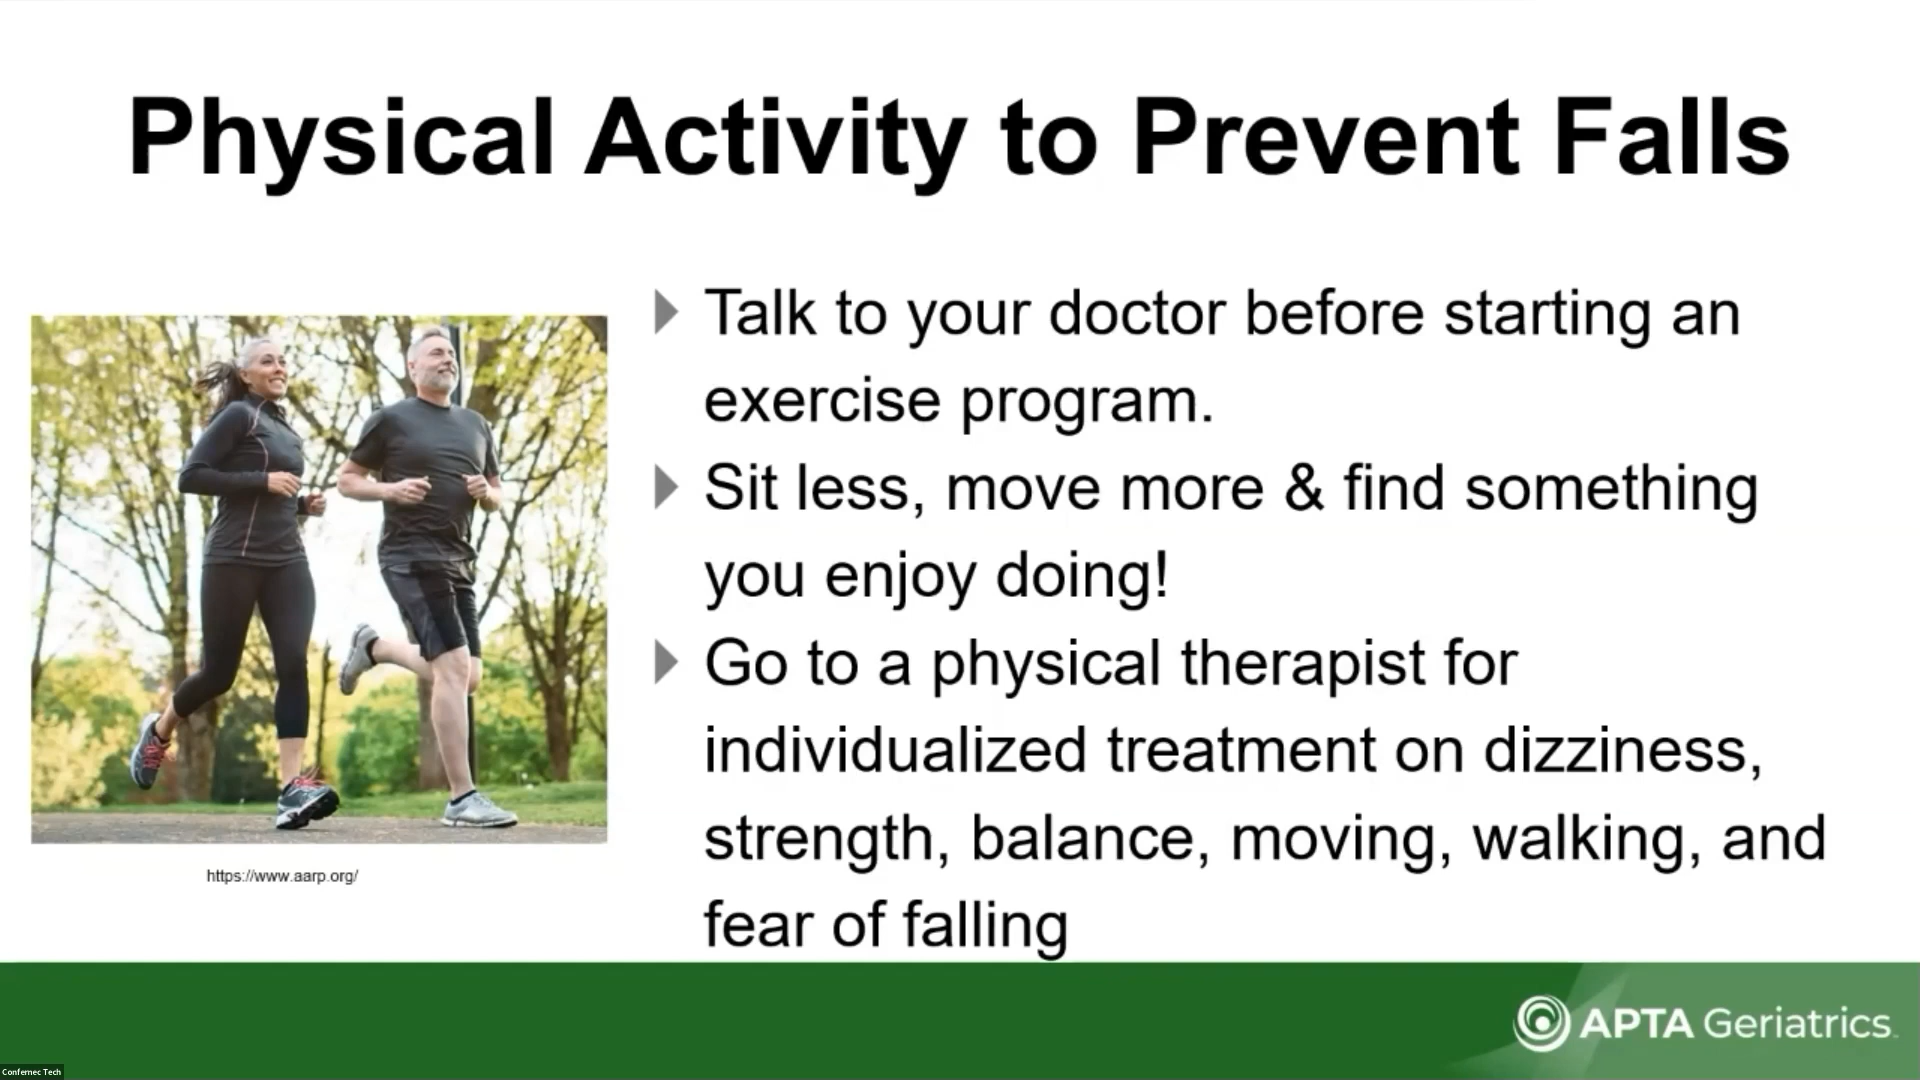 Physical Activity to Prevent Falls
Talk to your doctor before starting an
exercise program.
Sit less, move more & find something
you enjoy doing!
Go to a physical therapist for
individualized treatment on dizziness,
strength, balance, moving, walking, and
fear of falling
https://www.aarp.org/
APTA Geriatrics
Confernec Tech